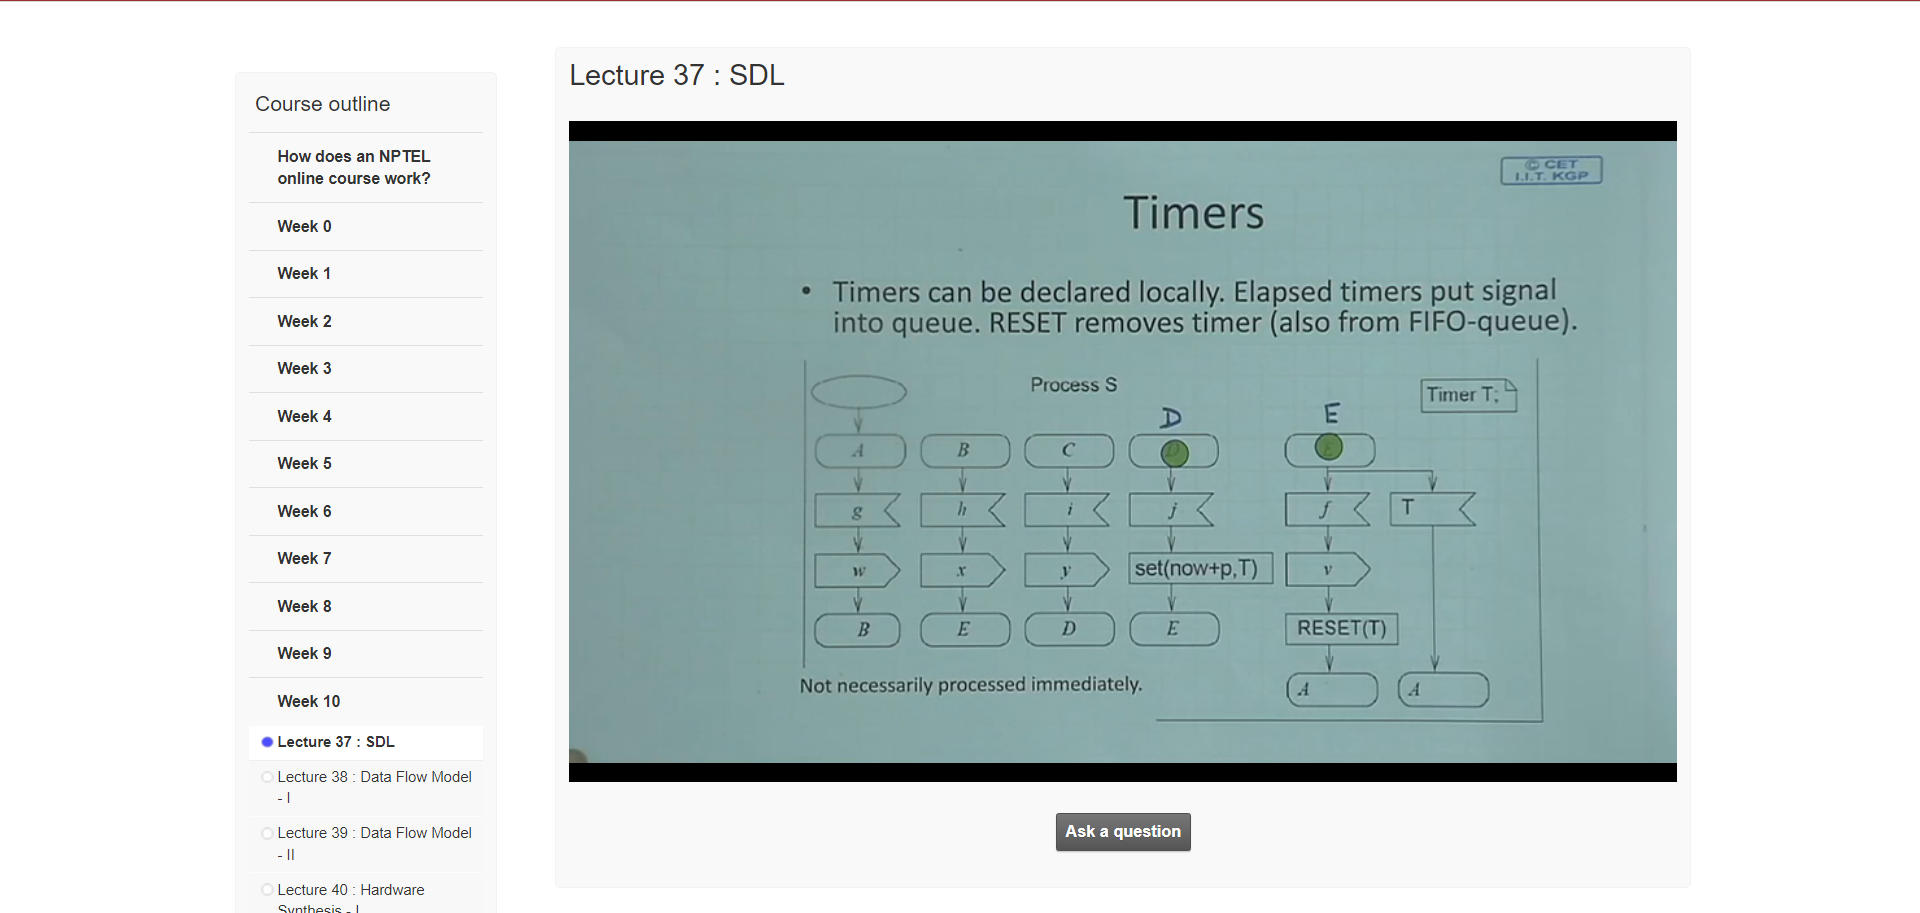 Course outline
How does an NPTEL
online course work?
Week 0
Week 1
Week 2
Week 3
Week 4
Week 5
Week 6
Week 7
Week 8
Week 9
Week 10
Lecture 37 : SDL
Lecture 38 : Data Flow Model
- I
Lecture 39 : Data Flow Model
- II
Lecture 40 : Hardware
Synthesis - I
Lecture 37 : SDL
© CET
I.I.T. KGP
Timers
• Timers can be declared locally. Elapsed timers put signal
into queue. RESET removes timer (also from FIFO-queue).
Process S
Timer T;
D E
A B C D E
g h i j f T
w x y set(now+p,T) v
B E D E RESET(T)
A A
Not necessarily processed immediately.
Ask a question